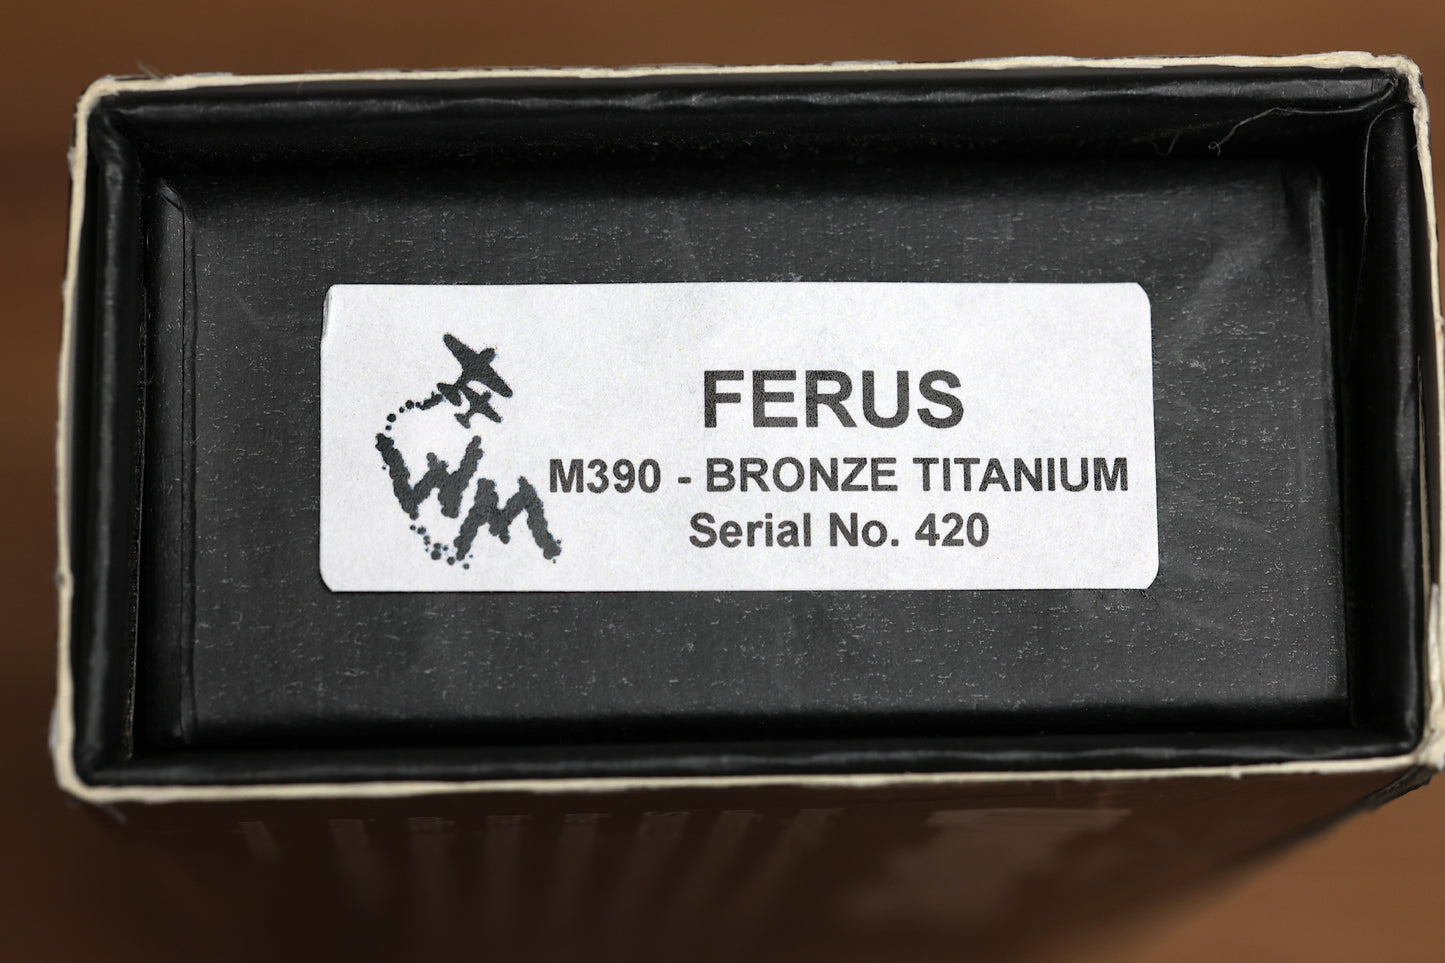 WM
FERUS
M390 - BRONZE TITANIUM
Serial No. 420